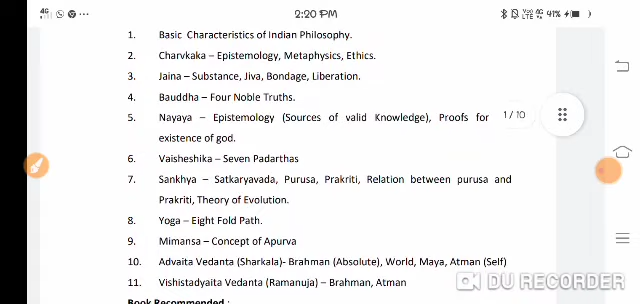 4G
2:20 PM
VoLTE 4G 41%
1. Basic Characteristics of Indian Philosophy.
2. Charvkaka – Epistemology, Metaphysics, Ethics.
3. Jaina – Substance, Jiva, Bondage, Liberation.
4. Bauddha – Four Noble Truths.
5. Nayaya – Epistemology (Sources of valid Knowledge), Proofs for
1/10
existence of god.
6. Vaisheshika – Seven Padarthas
7. Sankhya – Satkaryavada, Purusa, Prakriti, Relation between purusa and
Prakriti, Theory of Evolution.
8. Yoga – Eight Fold Path.
9. Mimansa – Concept of Apurva
10. Advaita Vedanta (Sharkala)- Brahman (Absolute), World, Maya, Atman (Self)
11. Vishistadyaita Vedanta (Ramanuja) – Brahman, Atman
DU RECORDER
Book Recommended :